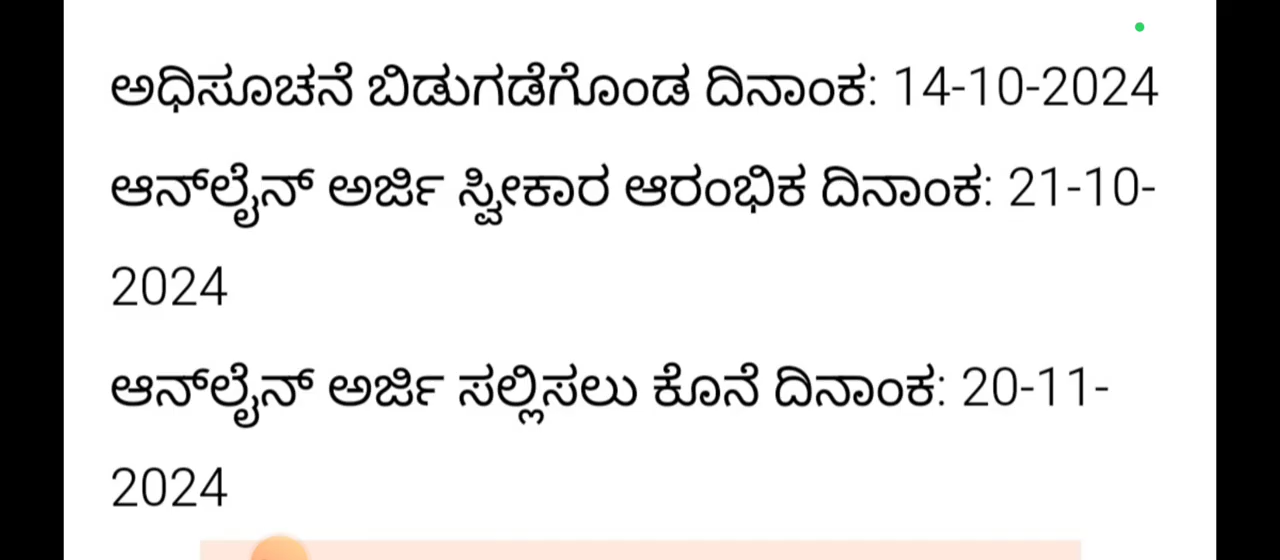 ಅಧಿಸೂಚನೆ ಬಿಡುಗಡೆಗೊಂಡ ದಿನಾಂಕ: 14-10-2024
ಆನ್‌ಲೈನ್ ಅರ್ಜಿ ಸ್ವೀಕಾರ ಆರಂಭಿಕ ದಿನಾಂಕ: 21-10-
2024
ಆನ್‌ಲೈನ್ ಅರ್ಜಿ ಸಲ್ಲಿಸಲು ಕೊನೆ ದಿನಾಂಕ: 20-11-
2024